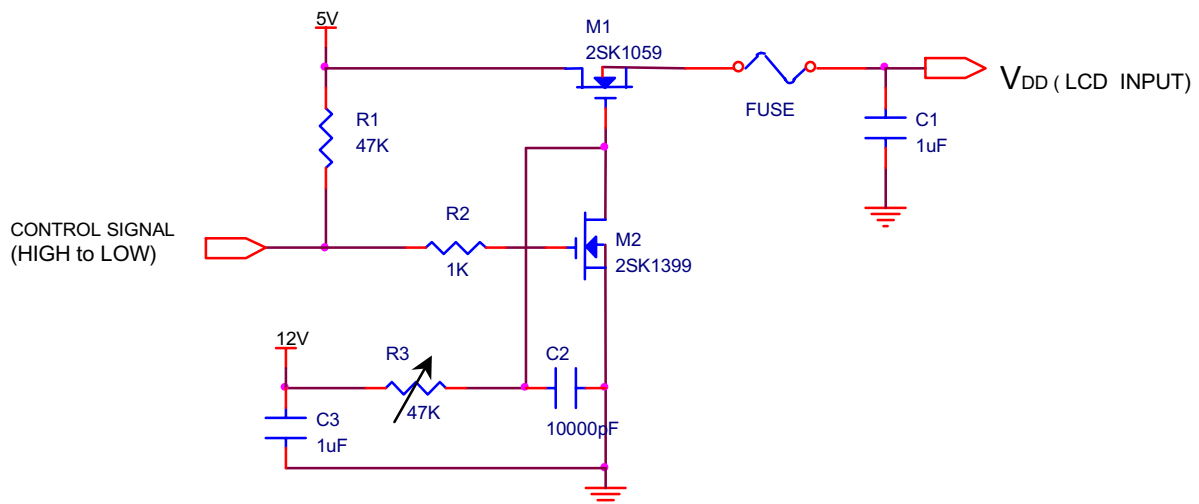 5V
M1
2SK1059
R1
47K
FUSE
VDD ( LCD INPUT)
C1
1uF
CONTROL SIGNAL
(HIGH to LOW)
R2
1K
M2
2SK1399
12V
R3
47K
C2
10000pF
C3
1uF